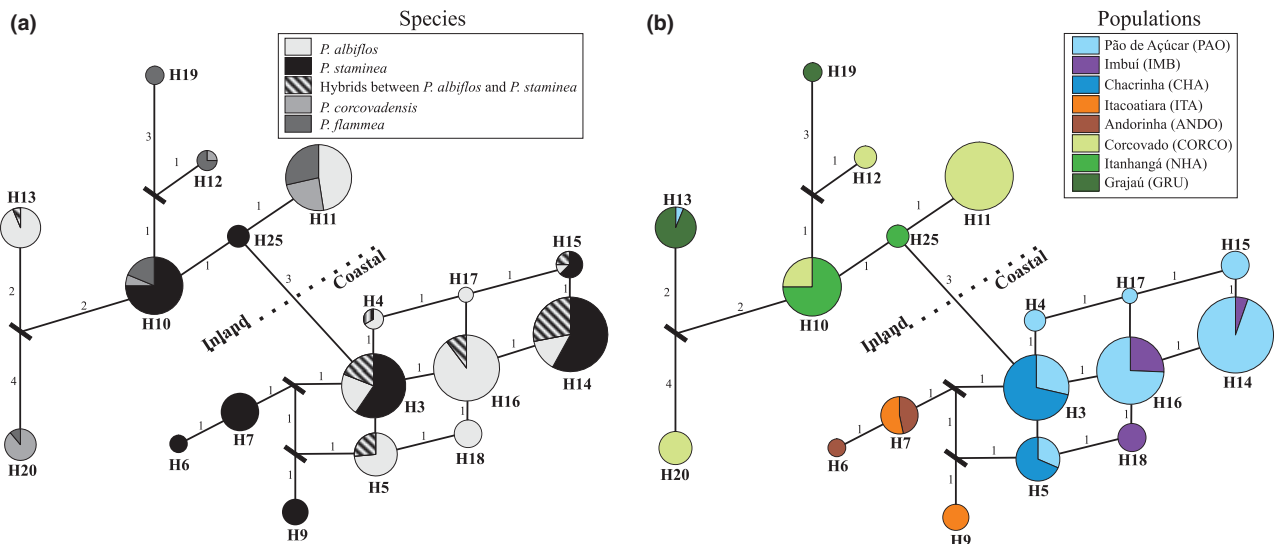 (a)
Species
P. albiflos
P. staminea
Hybrids between P. albiflos and P. staminea
P. corcovadensis
P. flammea
H19
3
1
H12
H11
1
H13
H25
1
1
2
2
H10
3
Inland
Coastal
H15
H17
1
1
H4
1
1
1
1
H14
4
1
1
H3
H16
1
H7
1
1
1
1
H6
1
H18
H20
H5
1
H9
(b)
Populations
Pão de Açúcar (PAO)
Imbuí (IMB)
Chacrinha (CHA)
Itacoatiara (ITA)
Andorinha (ANDO)
Corcovado (CORCO)
Itanhangá (NHA)
Grajaú (GRU)
H19
3
1
H12
H11
1
H13
H25
1
1
2
2
H10
3
Inland
Coastal
H15
H17
1
1
H4
1
1
1
1
H14
4
1
1
H3
H16
1
H7
1
1
1
1
H6
1
H18
H20
H5
1
H9